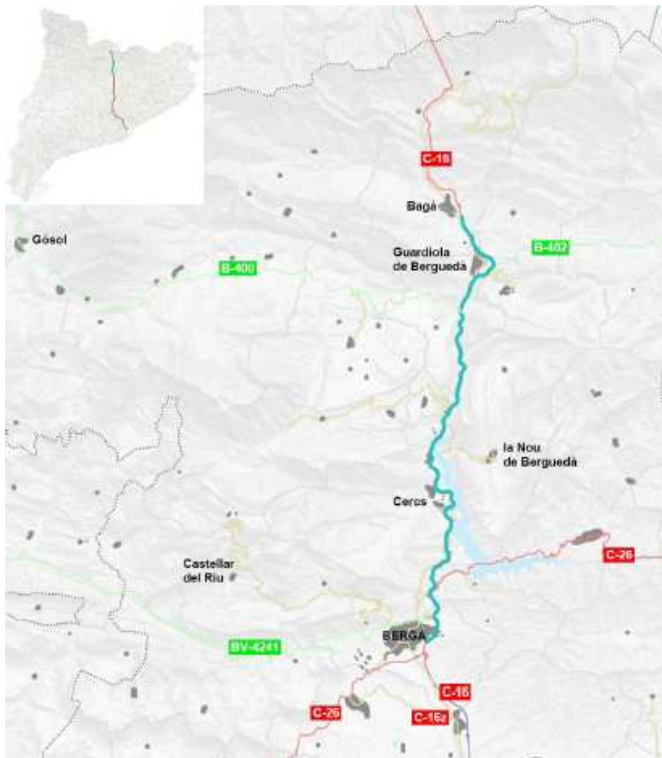 C-16
Bagà
Gósol
B-402
Guardiola
de Berguedà
B-400
la Nou
de Berguedà
Cercs
C-26
Castellar
del Riu
BERGA
BV-4241
C-16
C-26
C-16z